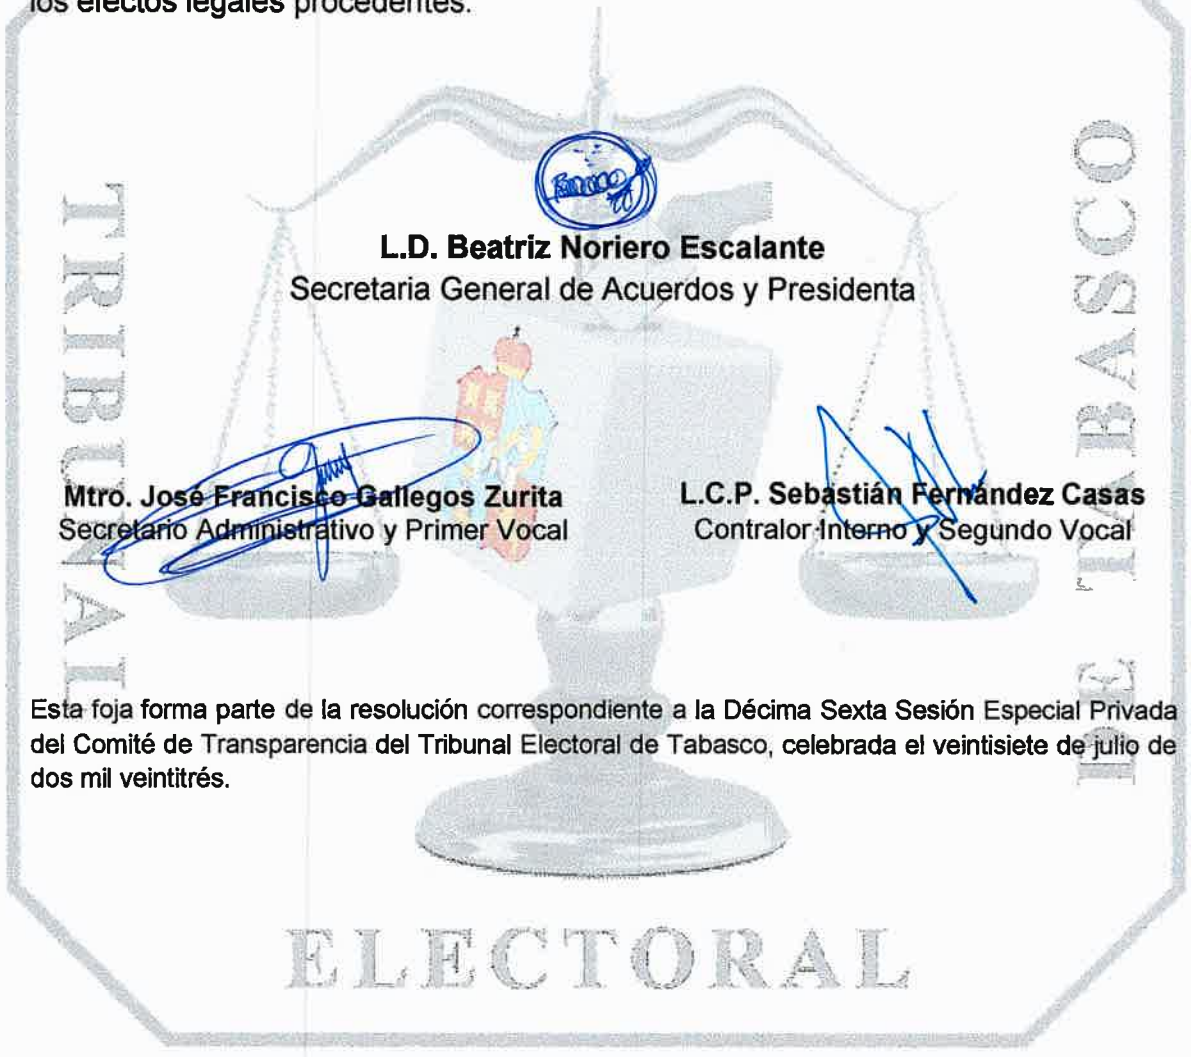 los efectos legales procedentes.
L.D. Beatriz Noriero Escalante
Secretaria General de Acuerdos y Presidenta
Mtro. José Francisco Gallegos Zurita
Secretario Administrativo y Primer Vocal
L.C.P. Sebastián Fernández Casas
Contralor Interno y Segundo Vocal
Esta foja forma parte de la resolución correspondiente a la Décima Sexta Sesión Especial Privada
del Comité de Transparencia del Tribunal Electoral de Tabasco, celebrada el veintisiete de julio de
dos mil veintitrés.
TRIBUNAL
ELECTORAL
DE TABASCO